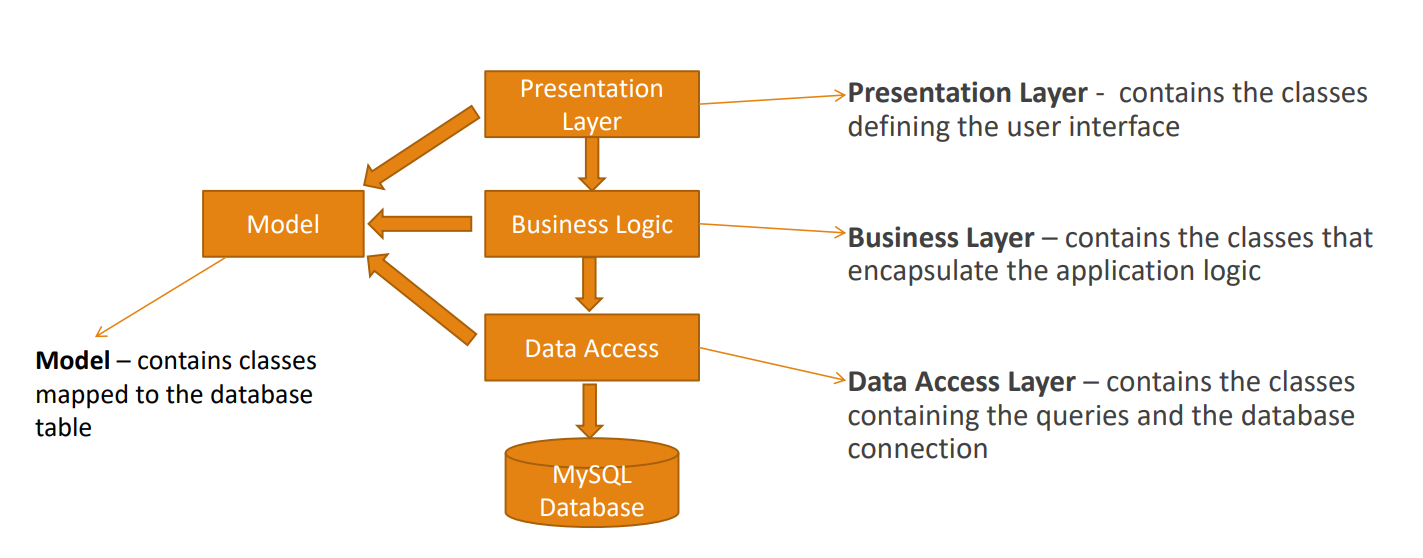 Presentation
Layer
Presentation Layer - contains the classes
defining the user interface
Model
Business Logic
Business Layer – contains the classes that
encapsulate the application logic
Data Access
Data Access Layer – contains the classes
containing the queries and the database
connection
Model – contains classes
mapped to the database
table
MySQL
Database